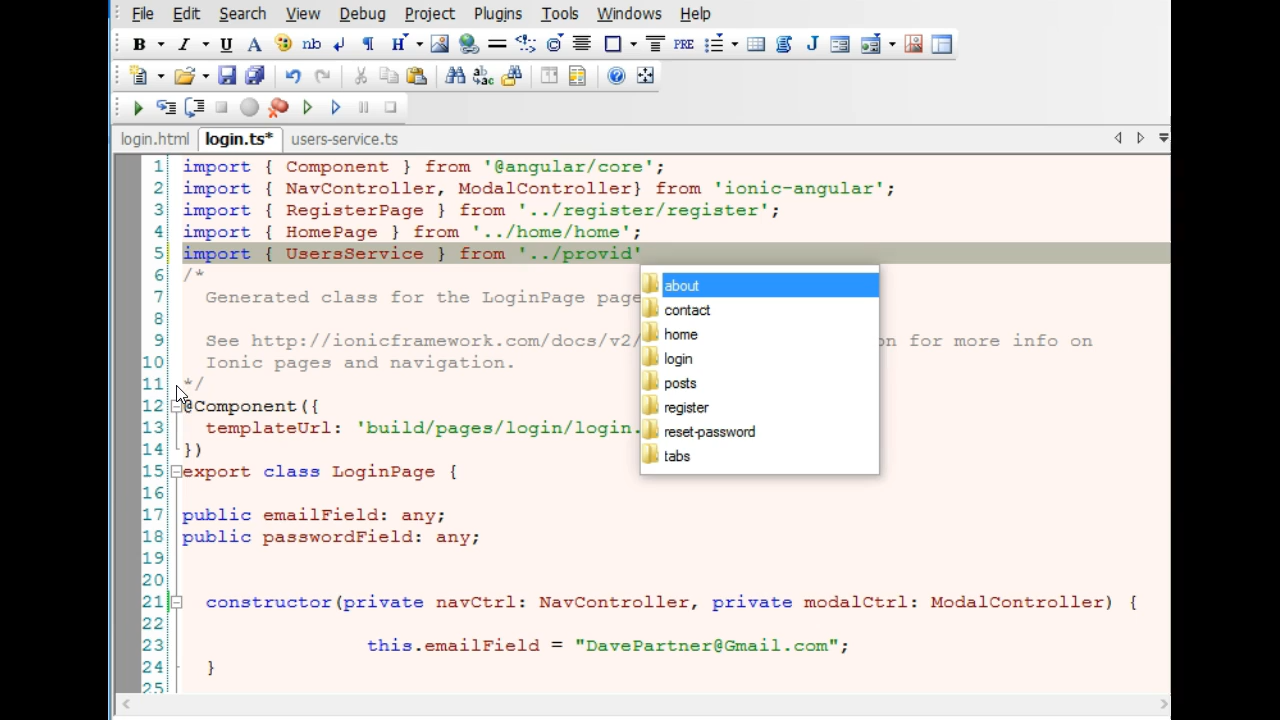 File Edit Search View Debug Project Plugins Tools Windows Help
B I U A nb ¶ H PRE J
login.html login.ts* users-service.ts
1 import { Component } from '@angular/core';
2 import { NavController, ModalController} from 'ionic-angular';
3 import { RegisterPage } from '../register/register';
4 import { HomePage } from '../home/home';
5 import { UsersService } from '../provid'
6 /*
about
7 Generated class for the LoginPage page
contact
8
home
9 See http://ionicframework.com/docs/v2/ on for more info on
login
10 Ionic pages and navigation.
posts
11 */
register
12 @Component({
reset-password
13 templateUrl: 'build/pages/login/login.
tabs
14 })
15 export class LoginPage {
16
17 public emailField: any;
18 public passwordField: any;
19
20
21 constructor(private navCtrl: NavController, private modalCtrl: ModalController) {
22
23 this.emailField = "DavePartner@Gmail.com";
24 }
25